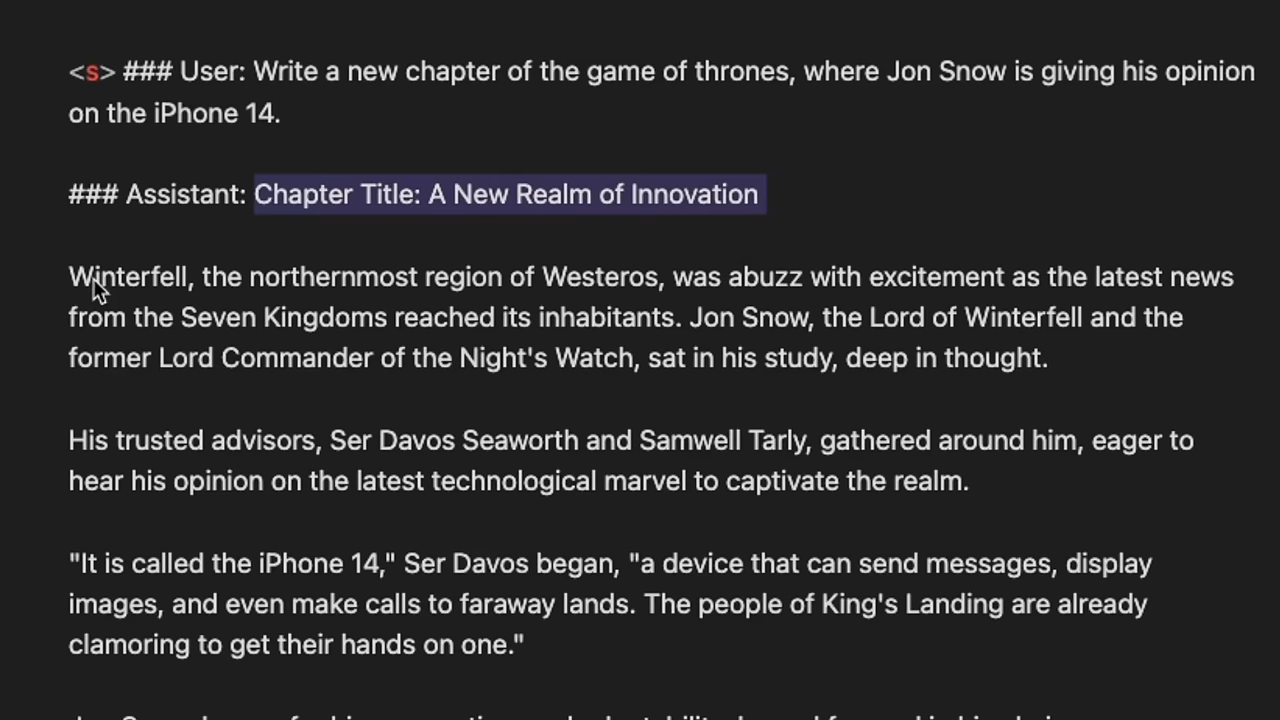 <s> ### User: Write a new chapter of the game of thrones, where Jon Snow is giving his opinion
on the iPhone 14.
### Assistant: Chapter Title: A New Realm of Innovation
Winterfell, the northernmost region of Westeros, was abuzz with excitement as the latest news
from the Seven Kingdoms reached its inhabitants. Jon Snow, the Lord of Winterfell and the
former Lord Commander of the Night's Watch, sat in his study, deep in thought.
His trusted advisors, Ser Davos Seaworth and Samwell Tarly, gathered around him, eager to
hear his opinion on the latest technological marvel to captivate the realm.
"It is called the iPhone 14," Ser Davos began, "a device that can send messages, display
images, and even make calls to faraway lands. The people of King's Landing are already
clamoring to get their hands on one."